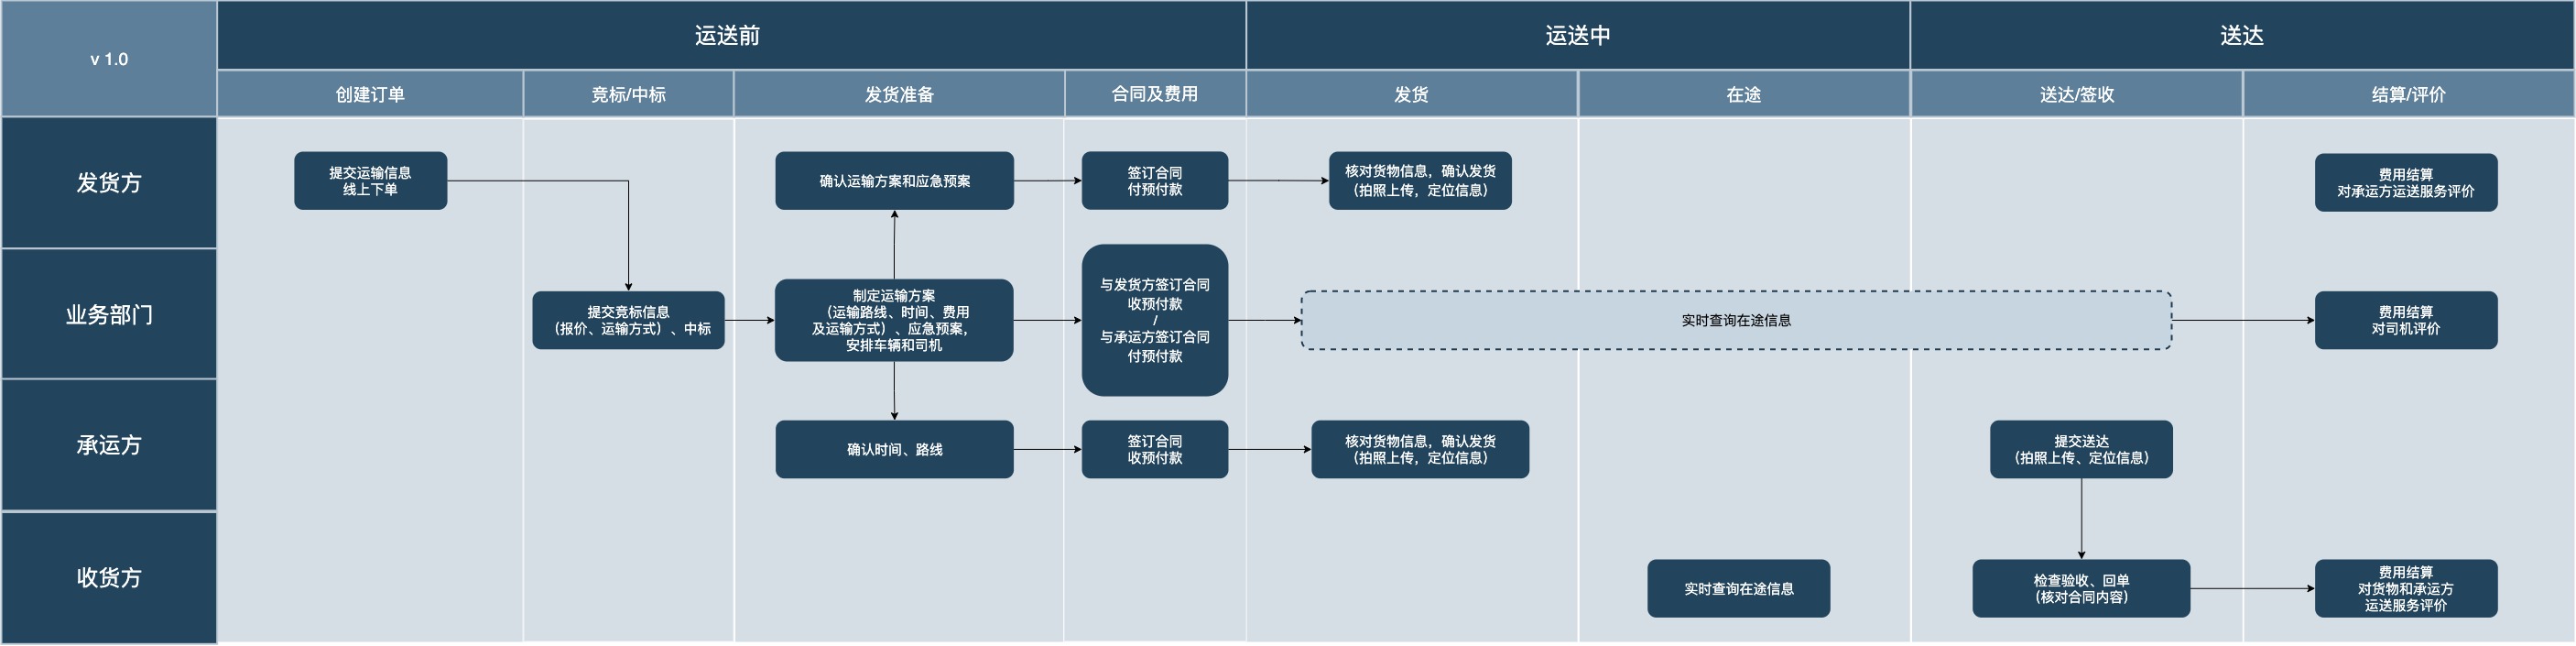 v 1.0
运送前
运送中
送达
创建订单
竞标/中标
发货准备
合同及费用
发货
在途
送达/签收
结算/评价
发货方
提交运输信息
线上下单
确认运输方案和应急预案
签订合同
付预付款
核对货物信息，确认发货
（拍照上传，定位信息）
费用结算
对承运方运送服务评价
业务部门
提交竞标信息
（报价、运输方式）、中标
制定运输方案
（运输路线、时间、费用
及运输方式）、应急预案，
安排车辆和司机
与发货方签订合同
收预付款
/
与承运方签订合同
付预付款
实时查询在途信息
费用结算
对司机评价
承运方
确认时间、路线
签订合同
收预付款
核对货物信息，确认发货
（拍照上传，定位信息）
提交送达
（拍照上传、定位信息）
收货方
实时查询在途信息
检查验收、回单
(核对合同内容)
费用结算
对货物和承运方
运送服务评价